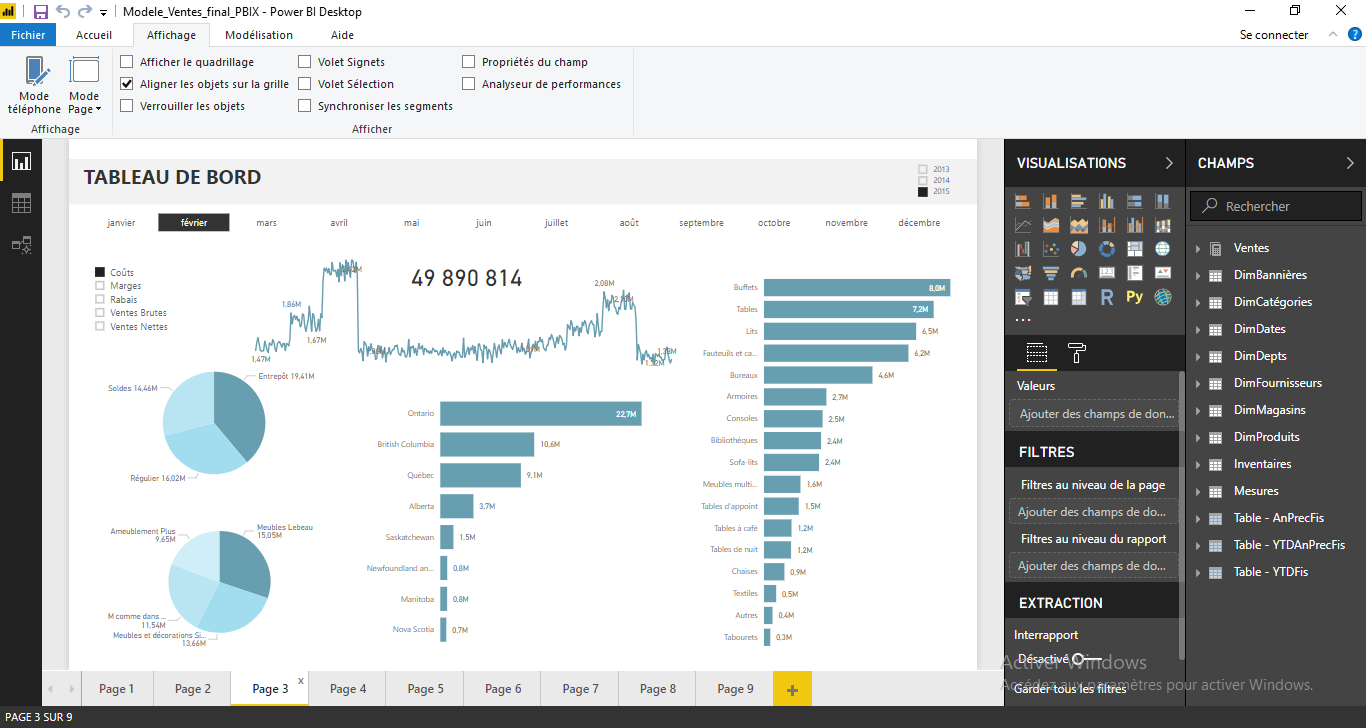 Modele_Ventes_final_PBIX - Power BI Desktop
Fichier Accueil Affichage Modélisation Aide Se connecter
Mode téléphone
Mode Page
Affichage
Afficher le quadrillage
Aligner les objets sur la grille
Verrouiller les objets
Volet Signets
Volet Sélection
Synchroniser les segments
Propriétés du champ
Analyseur de performances
Afficher
TABLEAU DE BORD
2013
2014
2015
janvier février mars avril mai juin juillet août septembre octobre novembre décembre
Coûts
Marges
Rabais
Ventes Brutes
Ventes Nettes
49 890 814
1,47M
1,86M
1,67M
2,08M
Soldes 14,46M
Entrepôt 19,41M
Régulier 16,02M
Ameublement Plus
9,65M
Meubles Lebeau
15,05M
M comme dans ...
11,54M
Meubles et décorations Si...
13,66M
Ontario 22,7M
British Columbia 10,6M
Québec 9,1M
Alberta 3,7M
Saskatchewan 1,5M
Newfoundland an... 0,8M
Manitoba 0,8M
Nova Scotia 0,7M
Buffets 8,0M
Tables 7,2M
Lits 6,5M
Fauteuils et ca... 6,2M
Bureaux 4,6M
Armoires 2,7M
Consoles 2,5M
Bibliothèques 2,4M
Sofa-lits 2,4M
Meubles multi... 1,6M
Tables d'appoint 1,5M
Tables à café 1,2M
Tables de nuit 1,2M
Chaises 0,9M
Textiles 0,5M
Autres 0,4M
Tabourets 0,3M
VISUALISATIONS
R Py
...
Valeurs
Ajouter des champs de don...
FILTRES
Filtres au niveau de la page
Ajouter des champs de do...
Filtres au niveau du rapport
Ajouter des champs de do...
EXTRACTION
Interrapport
Désactivé
Garder tous les filtres
CHAMPS
Rechercher
Ventes
DimBannières
DimCatégories
DimDates
DimDepts
DimFournisseurs
DimMagasins
DimProduits
Inventaires
Mesures
Table - AnPrecFis
Table - YTDAnPrecFis
Table - YTDFis
Activer Windows
Accédez aux paramètres pour activer Windows.
Page 1 Page 2 Page 3 x Page 4 Page 5 Page 6 Page 7 Page 8 Page 9 +
PAGE 3 SUR 9